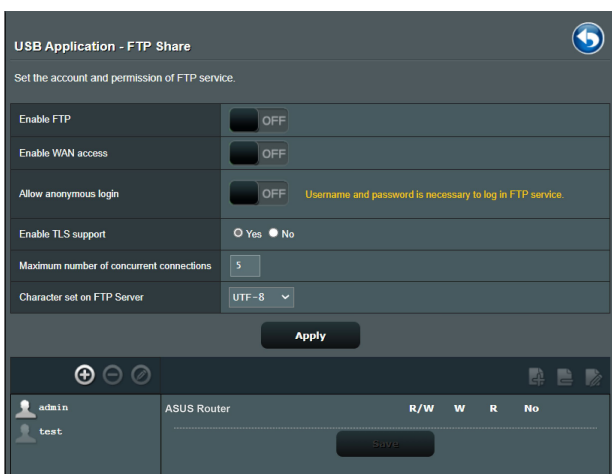 USB Application - FTP Share
Set the account and permission of FTP service.
Enable FTP
OFF
Enable WAN access
OFF
Allow anonymous login
OFF
Username and password is necessary to log in FTP service.
Enable TLS support
Yes No
Maximum number of concurrent connections
5
Character set on FTP Server
UTF-8
Apply
admin
test
ASUS Router R/W W R No
Save